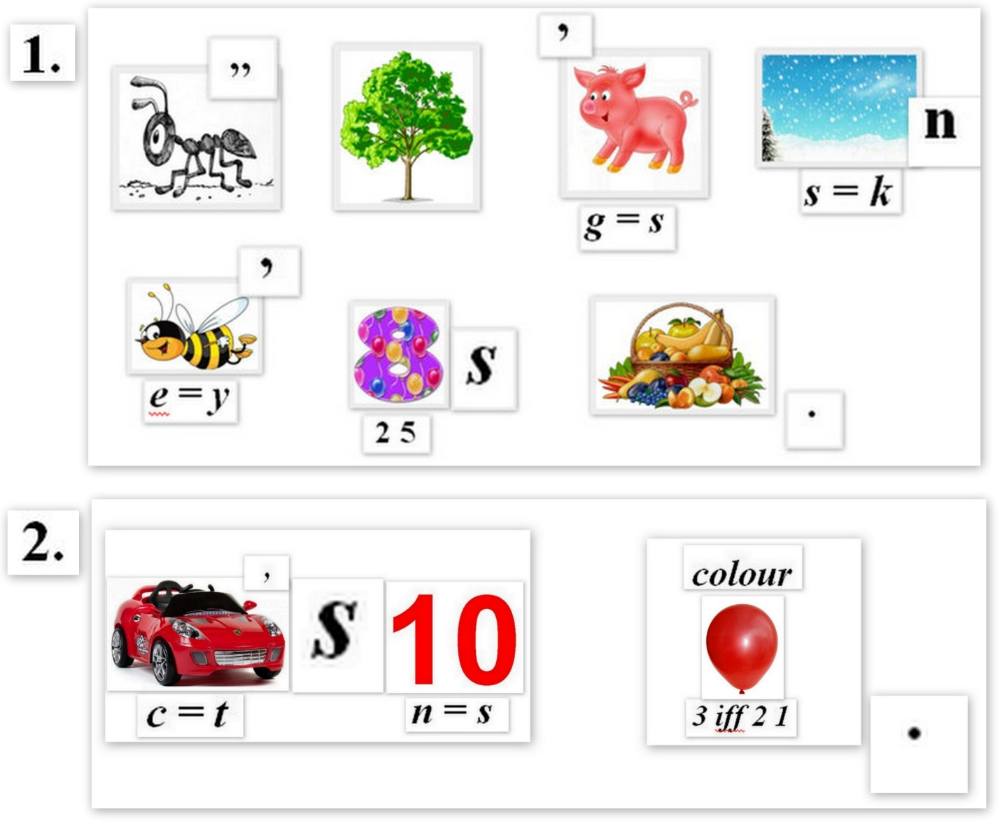 1.
,,
,
n
g = s
s = k
,
e = y
s
2 5
.
2.
,
s
10
c = t
n = s
colour
3 iff 2 1
.